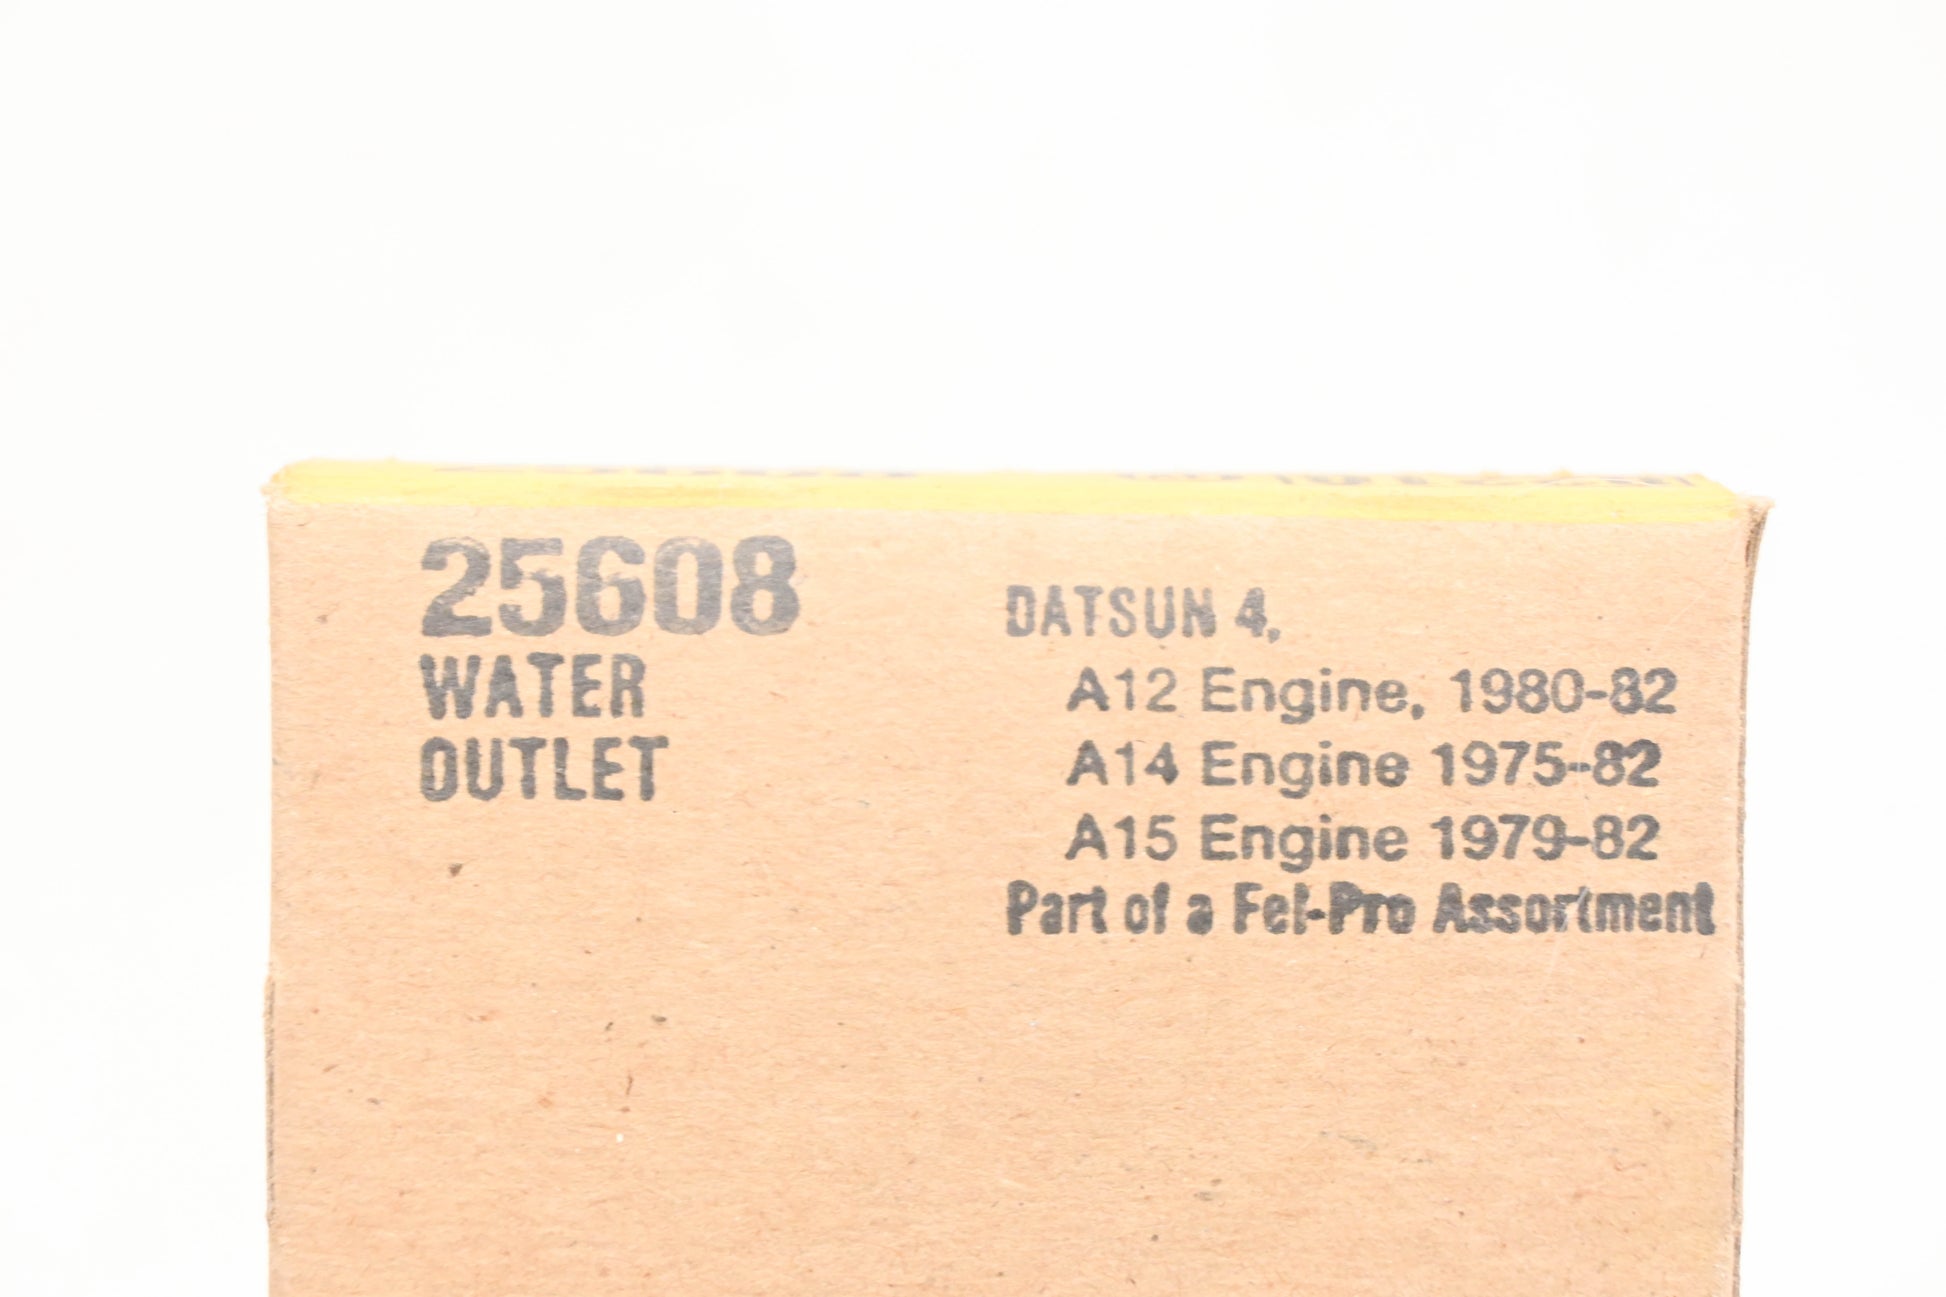 25608
WATER
OUTLET
DATSUN 4,
A12 Engine, 1980-82
A14 Engine 1975-82
A15 Engine 1979-82
Part of a Fel-Pro Assortment